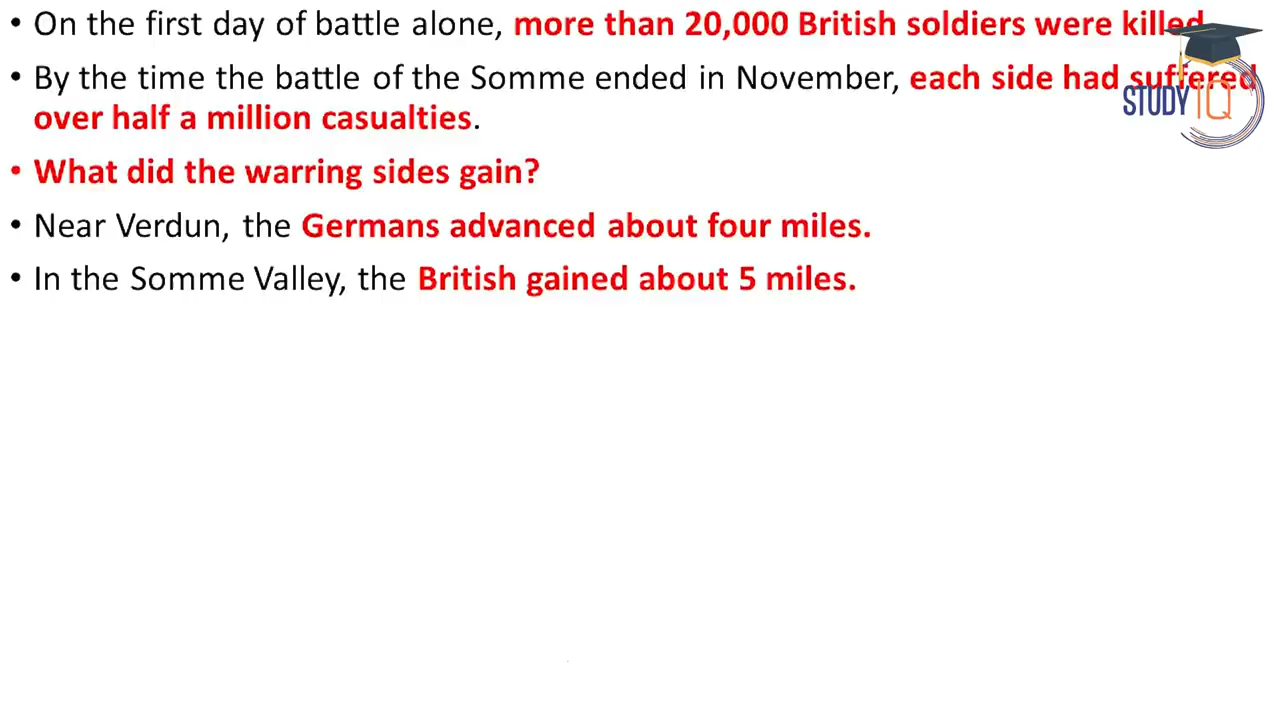 • On the first day of battle alone, more than 20,000 British soldiers were killed
• By the time the battle of the Somme ended in November, each side had suffered
over half a million casualties.
• What did the warring sides gain?
• Near Verdun, the Germans advanced about four miles.
• In the Somme Valley, the British gained about 5 miles.
STUDY IQ